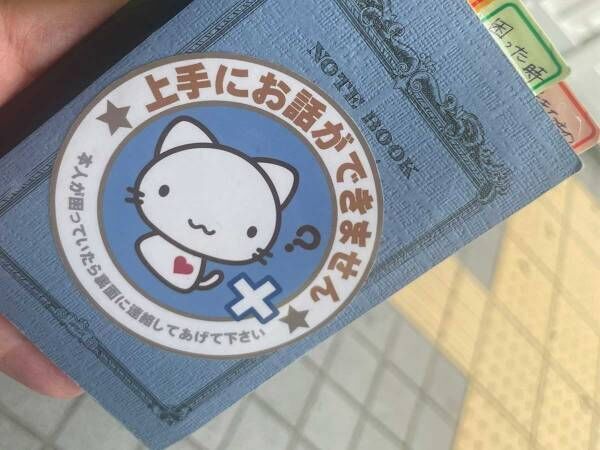 困った時
NOTE BOOK
上手にお話ができません
?
本人が困っていたら裏面に連絡してあげて下さい